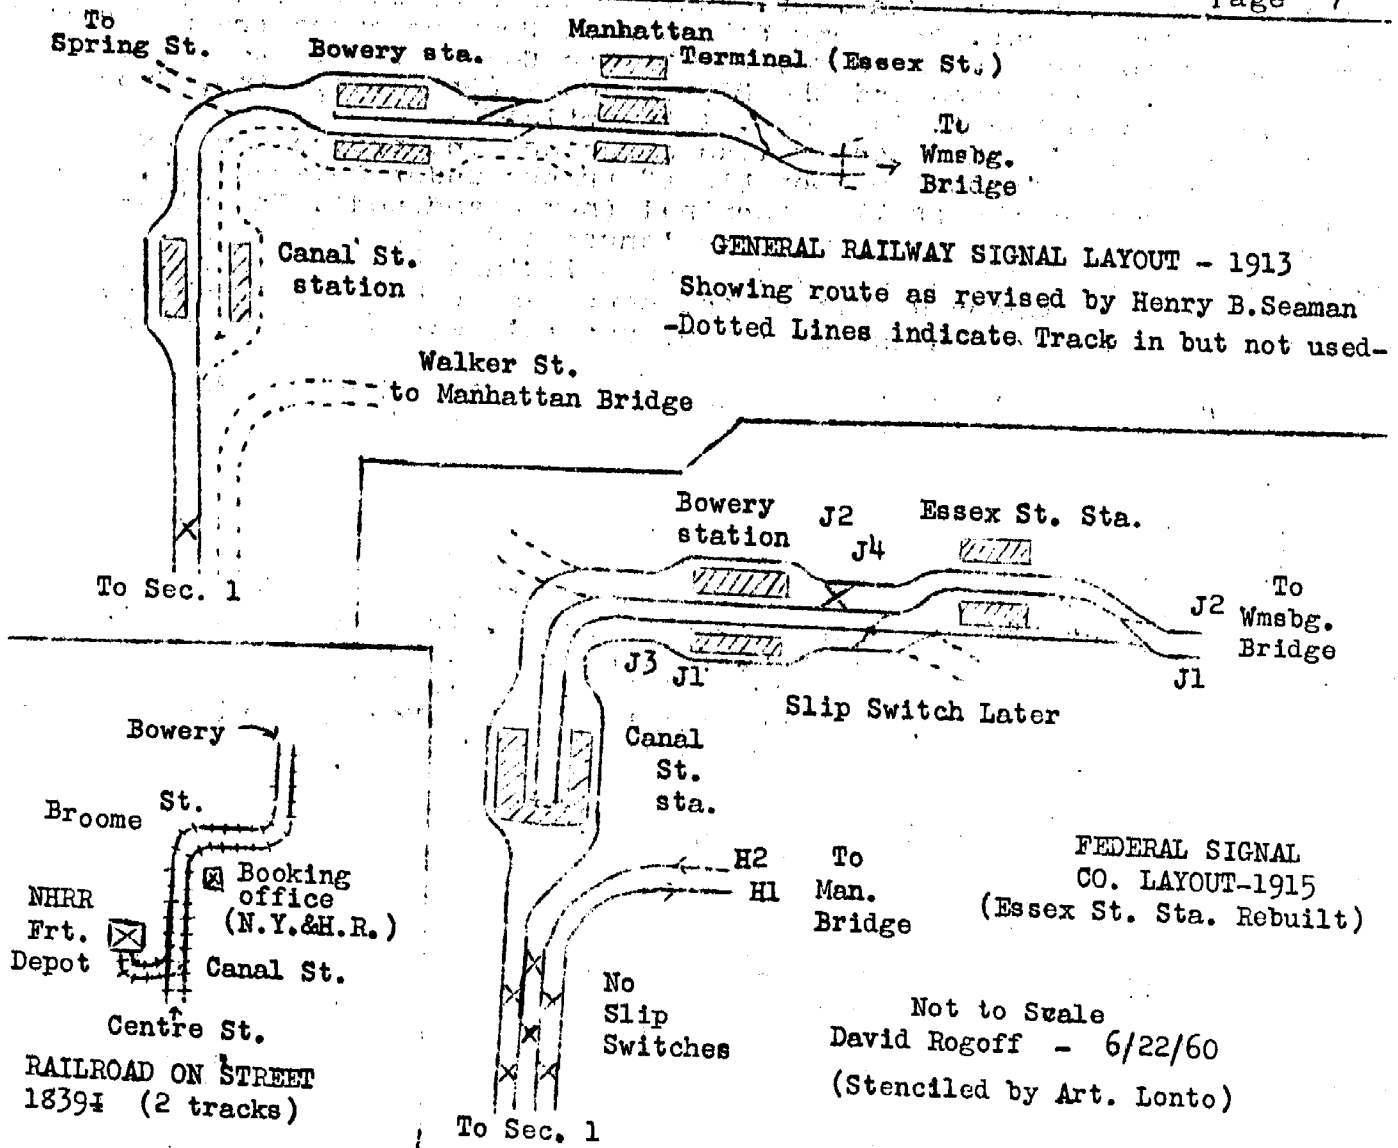 Page 7
To
Spring St.
Bowery sta.
Manhattan
Terminal (Essex St.)
To
Wmsbg.
Bridge
Canal St.
station
GENERAL RAILWAY SIGNAL LAYOUT - 1913
Showing route as revised by Henry B.Seaman
-Dotted Lines indicate Track in but not used-
Walker St.
to Manhattan Bridge
To Sec. 1
Bowery
station
J2
J4
Essex St. Sta.
J2
To
Wmsbg.
Bridge
J1
J3
J1
Slip Switch Later
Canal
St.
sta.
H2
H1
To
Man.
Bridge
FEDERAL SIGNAL
CO. LAYOUT-1915
(Essex St. Sta. Rebuilt)
No
Slip
Switches
Not to Scale
David Rogoff - 6/22/60
(Stenciled by Art. Lonto)
To Sec. 1
Bowery
Broome St.
Booking
office
(N.Y.&H.R.)
NHRR
Frt.
Depot
Canal St.
Centre St.
RAILROAD ON STREET
1839± (2 tracks)